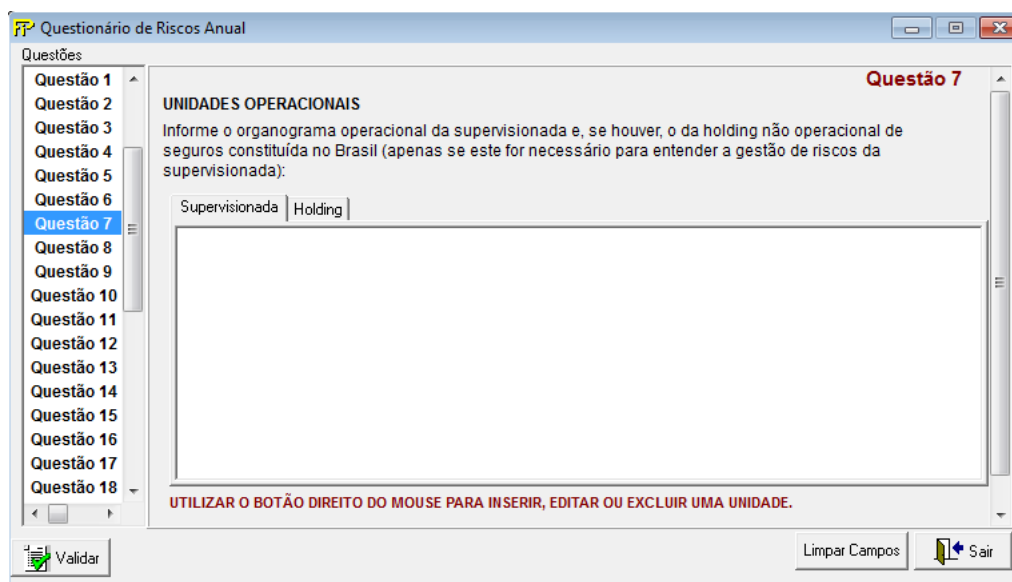 FIP Questionário de Riscos Anual
Questões
Questão 1
Questão 2
Questão 3
Questão 4
Questão 5
Questão 6
Questão 7
Questão 8
Questão 9
Questão 10
Questão 11
Questão 12
Questão 13
Questão 14
Questão 15
Questão 16
Questão 17
Questão 18
Questão 7
UNIDADES OPERACIONAIS
Informe o organograma operacional da supervisionada e, se houver, o da holding não operacional de
seguros constituída no Brasil (apenas se este for necessário para entender a gestão de riscos da
supervisionada):
Supervisionada Holding
UTILIZAR O BOTÃO DIREITO DO MOUSE PARA INSERIR, EDITAR OU EXCLUIR UMA UNIDADE.
Validar Limpar Campos Sair